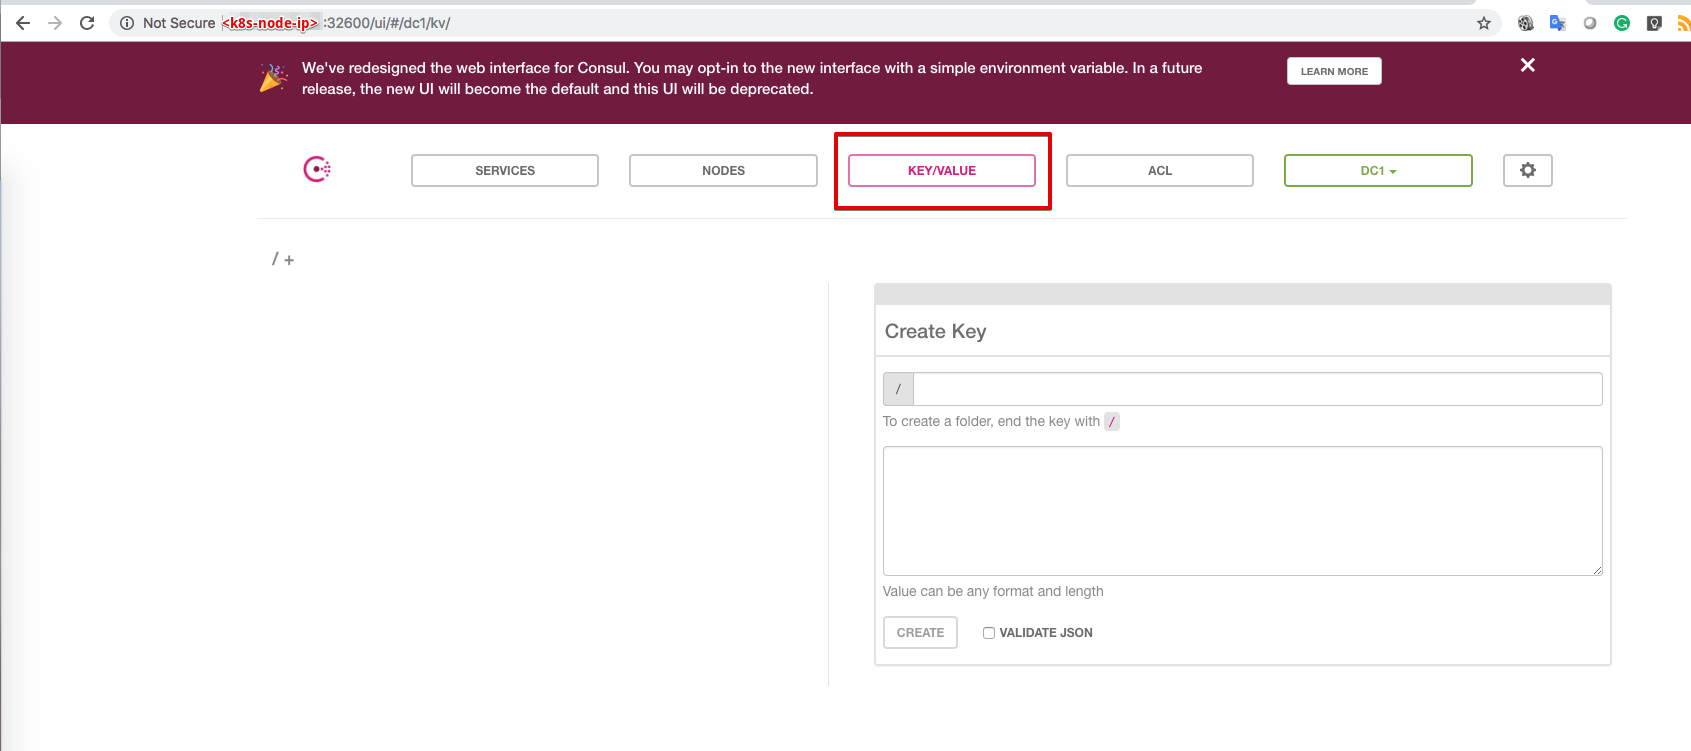 Not Secure <k8s-node-ip> :32600/ui/#/dc1/kv/
We've redesigned the web interface for Consul. You may opt-in to the new interface with a simple environment variable. In a future
release, the new UI will become the default and this UI will be deprecated.
LEARN MORE
SERVICES
NODES
KEY/VALUE
ACL
DC1
/ +
Create Key
/
To create a folder, end the key with /
Value can be any format and length
CREATE
VALIDATE JSON